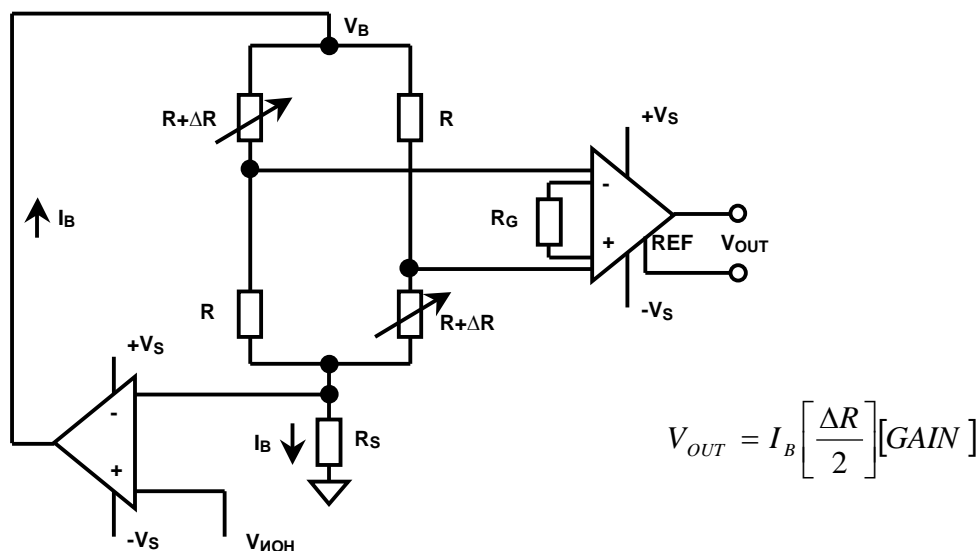 V_B
R+ΔR
R
+V_S
-
R_G
I_B
+
REF
V_OUT
R
-V_S
R+ΔR
+V_S
-
I_B
R_S
V_OUT = I_B [ΔR/2] [GAIN]
+
-V_S
V_ИОН